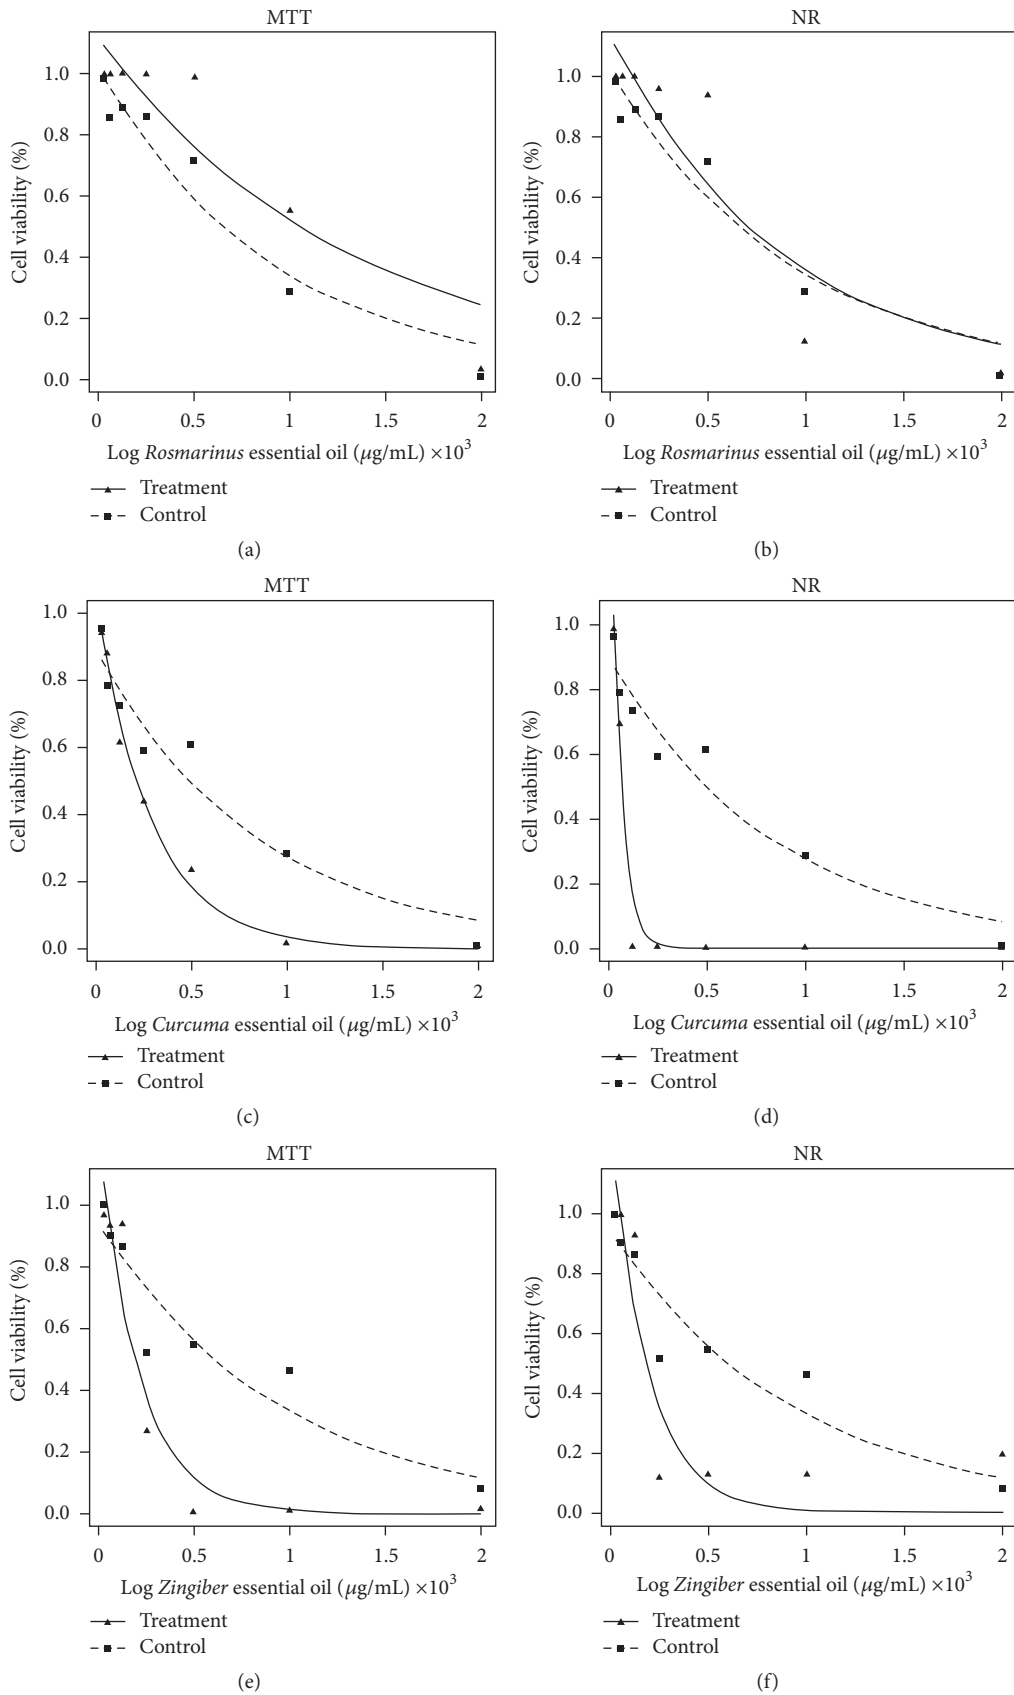 MTT
Cell viability (%)
1.0
0.8
0.6
0.4
0.2
0.0
0 0.5 1 1.5 2
Log Rosmarinus essential oil (μg/mL) ×10³
Treatment
Control
(a)
NR
Cell viability (%)
1.0
0.8
0.6
0.4
0.2
0.0
0 0.5 1 1.5 2
Log Rosmarinus essential oil (μg/mL) ×10³
Treatment
Control
(b)
MTT
Cell viability (%)
1.0
0.8
0.6
0.4
0.2
0.0
0 0.5 1 1.5 2
Log Curcuma essential oil (μg/mL) ×10³
Treatment
Control
(c)
NR
Cell viability (%)
1.0
0.8
0.6
0.4
0.2
0.0
0 0.5 1 1.5 2
Log Curcuma essential oil (μg/mL) ×10³
Treatment
Control
(d)
MTT
Cell viability (%)
1.0
0.8
0.6
0.4
0.2
0.0
0 0.5 1 1.5 2
Log Zingiber essential oil (μg/mL) ×10³
Treatment
Control
(e)
NR
Cell viability (%)
1.0
0.8
0.6
0.4
0.2
0.0
0 0.5 1 1.5 2
Log Zingiber essential oil (μg/mL) ×10³
Treatment
Control
(f)